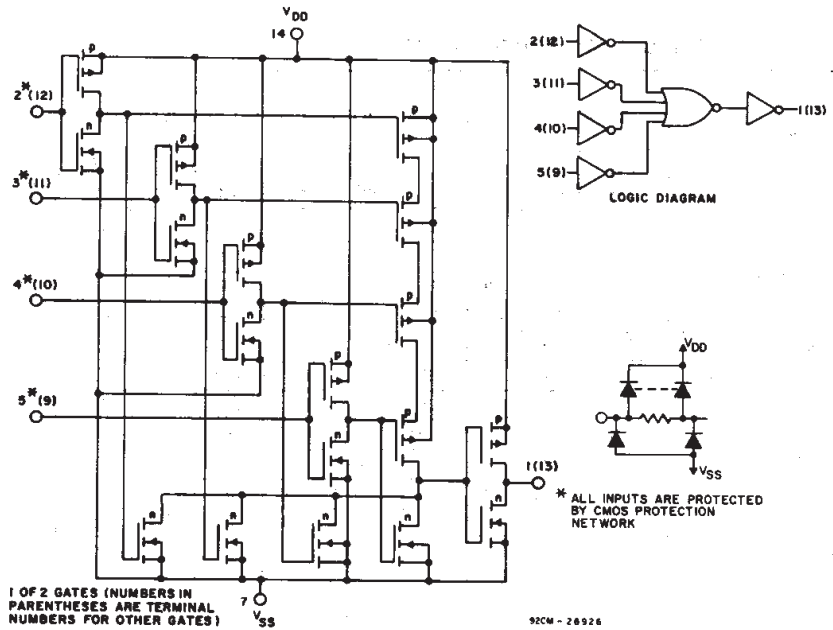 VDD
14
p
2*(12)
n
p
3*(11)
n
p
4*(10)
n
p
5*(9)
n
p
p
p
p
p
1(13)
n
n
n
n
n
n
7
VSS
2(12)
3(11)
4(10)
5(9)
1(13)
LOGIC DIAGRAM
VDD
VSS
* ALL INPUTS ARE PROTECTED
BY CMOS PROTECTION
NETWORK
1 OF 2 GATES (NUMBERS IN
PARENTHESES ARE TERMINAL
NUMBERS FOR OTHER GATES)
92CM-28926